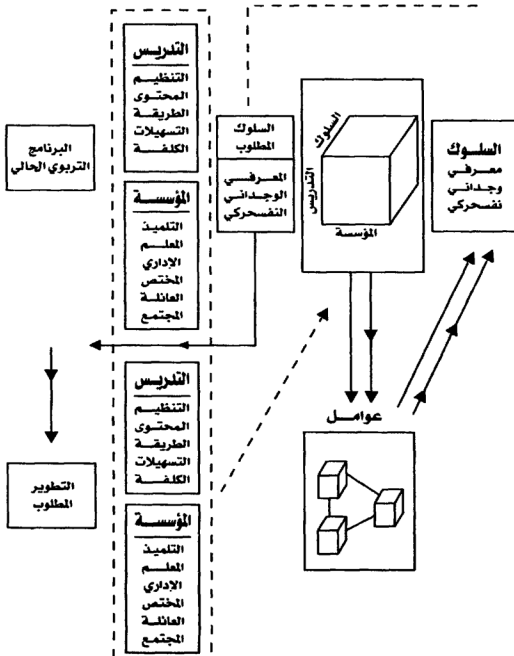 السلوك
معرفي
وجداني
نفسحركي
السلوك
التدريس
المؤسسة
عوامل
السلوك
المطلوب
المعرفي
الوجداني
النفسحركي
التدريس
التنظيم
المحتوى
الطريقة
التسهيلات
الكلفة
المؤسسة
التلميذ
المعلم
الإداري
المختص
العائلة
المجتمع
التدريس
التنظيم
المحتوى
الطريقة
التسهيلات
الكلفة
المؤسسة
التلميذ
المعلم
الإداري
المختص
العائلة
المجتمع
البرنامج
التربوي الحالي
التطوير
المطلوب